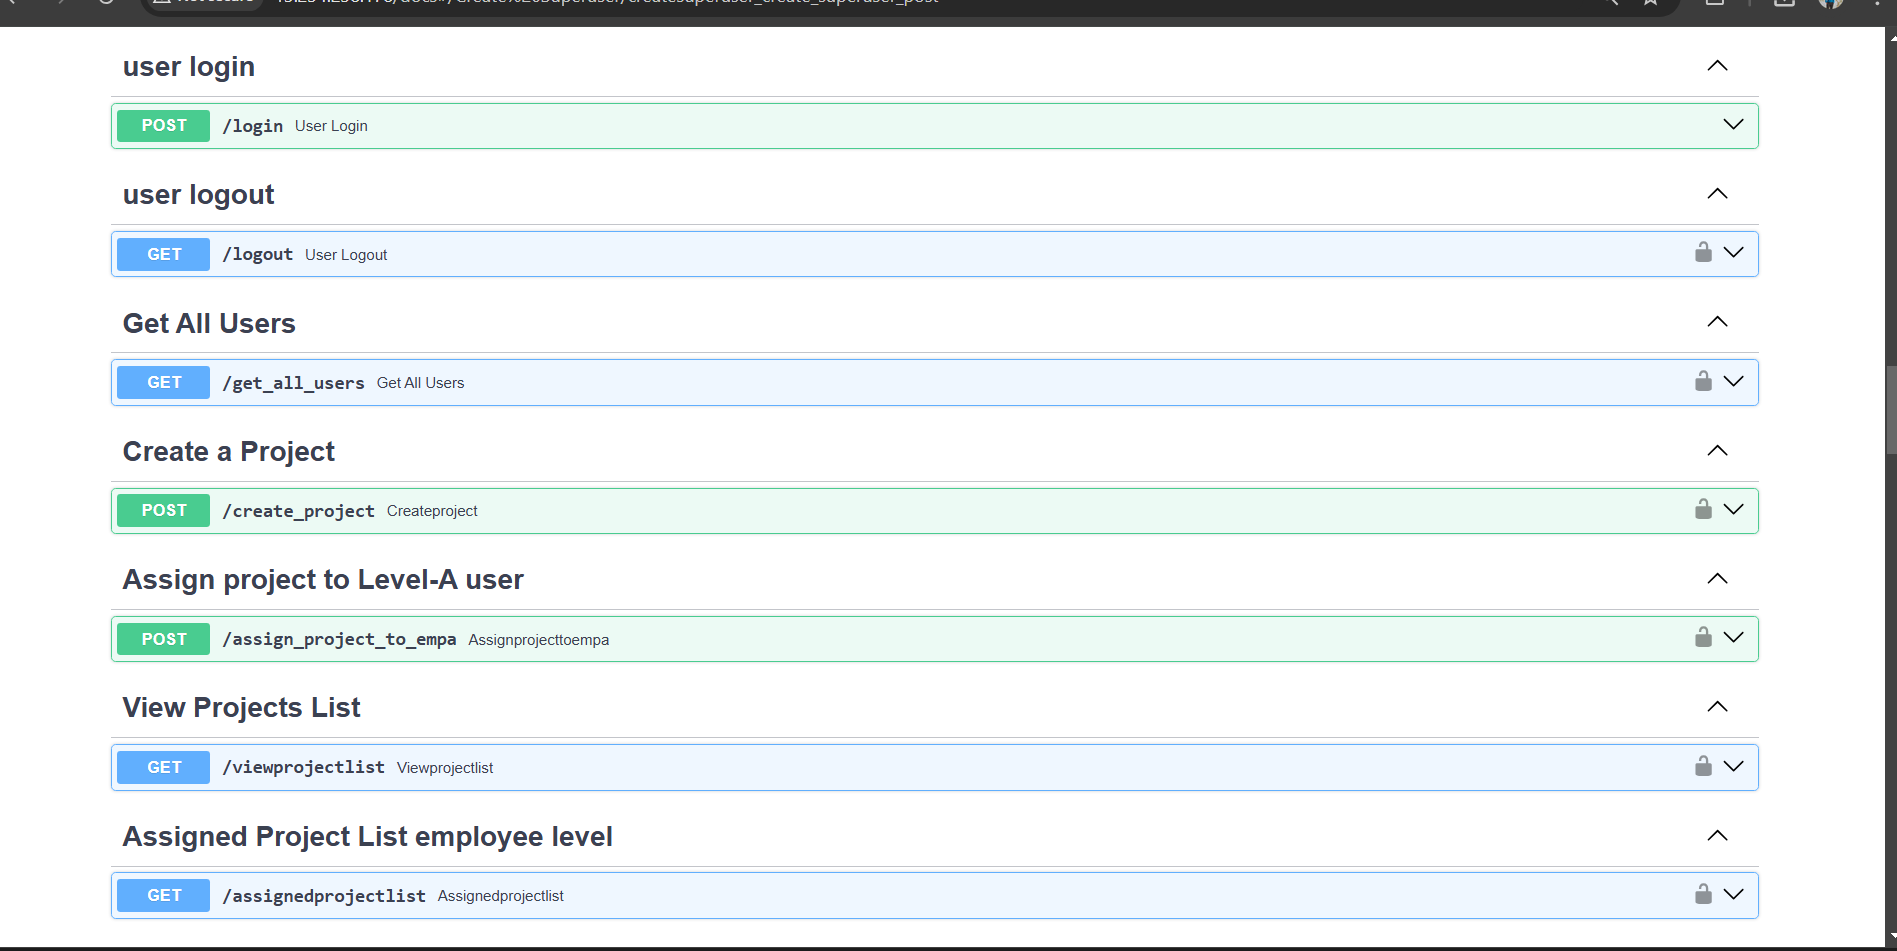 user login
POST /login User Login
user logout
GET /logout User Logout
Get All Users
GET /get_all_users Get All Users
Create a Project
POST /create_project Createproject
Assign project to Level-A user
POST /assign_project_to_empa Assignprojecttoempa
View Projects List
GET /viewprojectlist Viewprojectlist
Assigned Project List employee level
GET /assignedprojectlist Assignedprojectlist